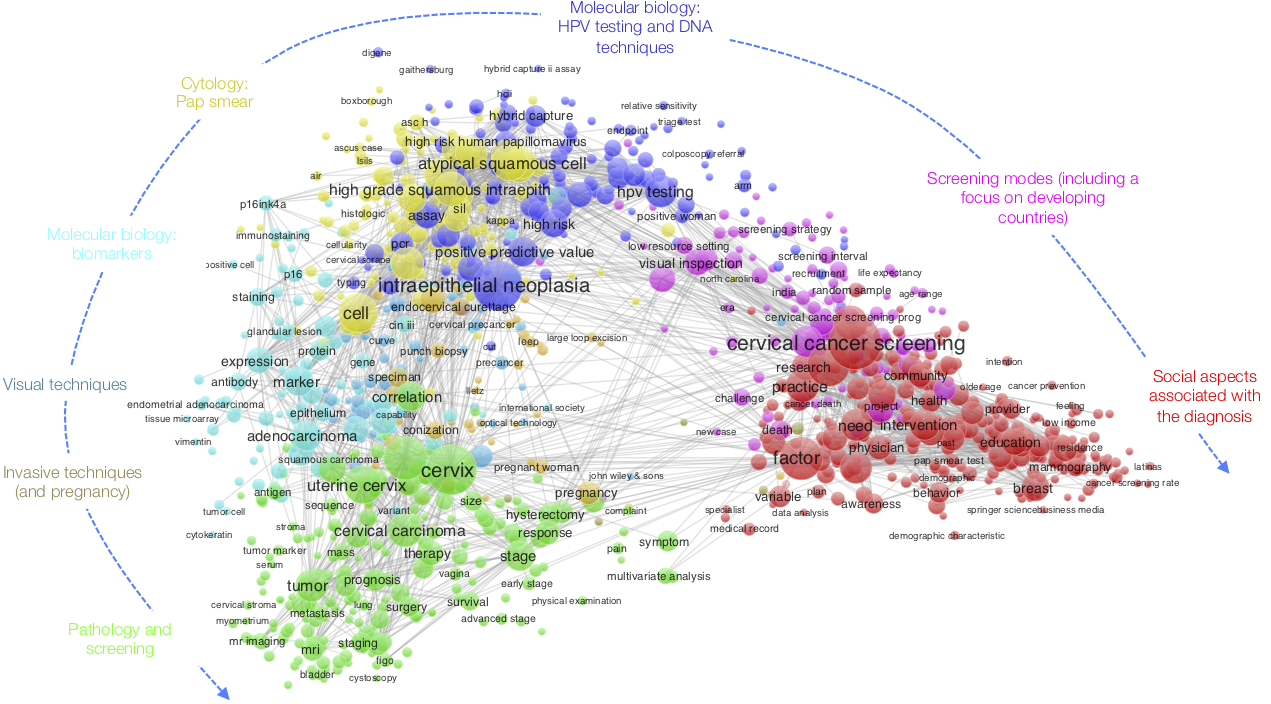 Molecular biology:
HPV testing and DNA
techniques
Cytology:
Pap smear
Molecular biology:
biomarkers
Visual techniques
Invasive techniques
(and pregnancy)
Pathology and
screening
Screening modes (including a
focus on developing
countries)
Social aspects
associated with
the diagnosis
digene
gaithersburg
hybrid capture ii assay
hcii
boxborough
hybrid capture
relative sensitivity
asc h
triage test
endpoint
high risk human papillomavirus
ascus case
lsils
atypical squamous cell
colposcopy referral
air
high grade squamous intraepith
hpv testing
arm
p16ink4a
histologic
assay
sil
kappa
high risk
positive woman
immunostaining
cellularity
pcr
positive predictive value
low resource setting
screening strategy
positive cell
cervical scrape
visual inspection
screening interval
p16
typing
intraepithelial neoplasia
north carolina
recruitment
life expectancy
staining
india
random sample
age range
endocervical curettage
era
cell
cin iii
cervical precancer
cervical cancer screening prog
glandular lesion
curve
cut
leep
large loop excision
cervical cancer screening
protein
punch biopsy
expression
gene
precancer
research
intention
antibody
marker
speciman
practice
community
older age
cancer prevention
lletz
correlation
challenge
cancer death
project
health
provider
feeling
endometrial adenocarcinoma
tissue microarray
epithelium
capability
international society
optical technology
low income
vimentin
adenocarcinoma
conization
new case
death
need
intervention
past
education
residence
squamous carcinoma
cervix
pregnant woman
factor
physician
pap smear test
mammography
latinas
john wiley & sons
demographic
cancer screening rate
antigen
uterine cervix
pregnancy
variable
plan
behavior
breast
tumor cell
sequence
variant
size
hysterectomy
complaint
specialist
data analysis
awareness
springer sciencebusiness media
stroma
cytokeratin
cervical carcinoma
response
medical record
demographic characteristic
tumor marker
mass
therapy
stage
pain
symptom
serum
vagina
tumor
prognosis
early stage
multivariate analysis
cervical stroma
lung
metastasis
surgery
survival
physical examination
myometrium
advanced stage
mr imaging
mri
staging
figo
bladder
cystoscopy